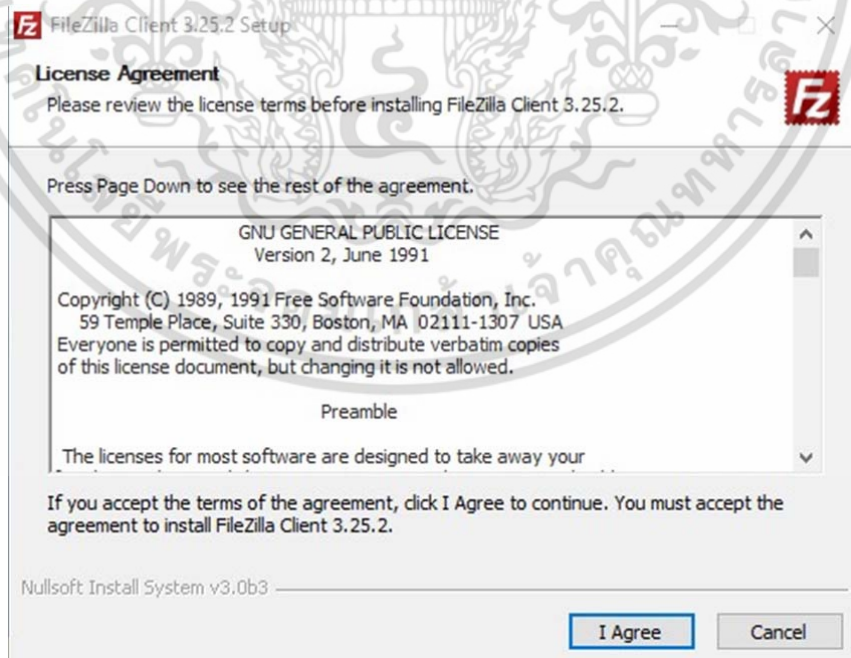 FileZilla Client 3.25.2 Setup
License Agreement
Please review the license terms before installing FileZilla Client 3.25.2.
Fz
Press Page Down to see the rest of the agreement.
GNU GENERAL PUBLIC LICENSE
Version 2, June 1991
Copyright (C) 1989, 1991 Free Software Foundation, Inc.
59 Temple Place, Suite 330, Boston, MA 02111-1307 USA
Everyone is permitted to copy and distribute verbatim copies
of this license document, but changing it is not allowed.
Preamble
The licenses for most software are designed to take away your
If you accept the terms of the agreement, click I Agree to continue. You must accept the
agreement to install FileZilla Client 3.25.2.
Nullsoft Install System v3.0b3
I Agree
Cancel